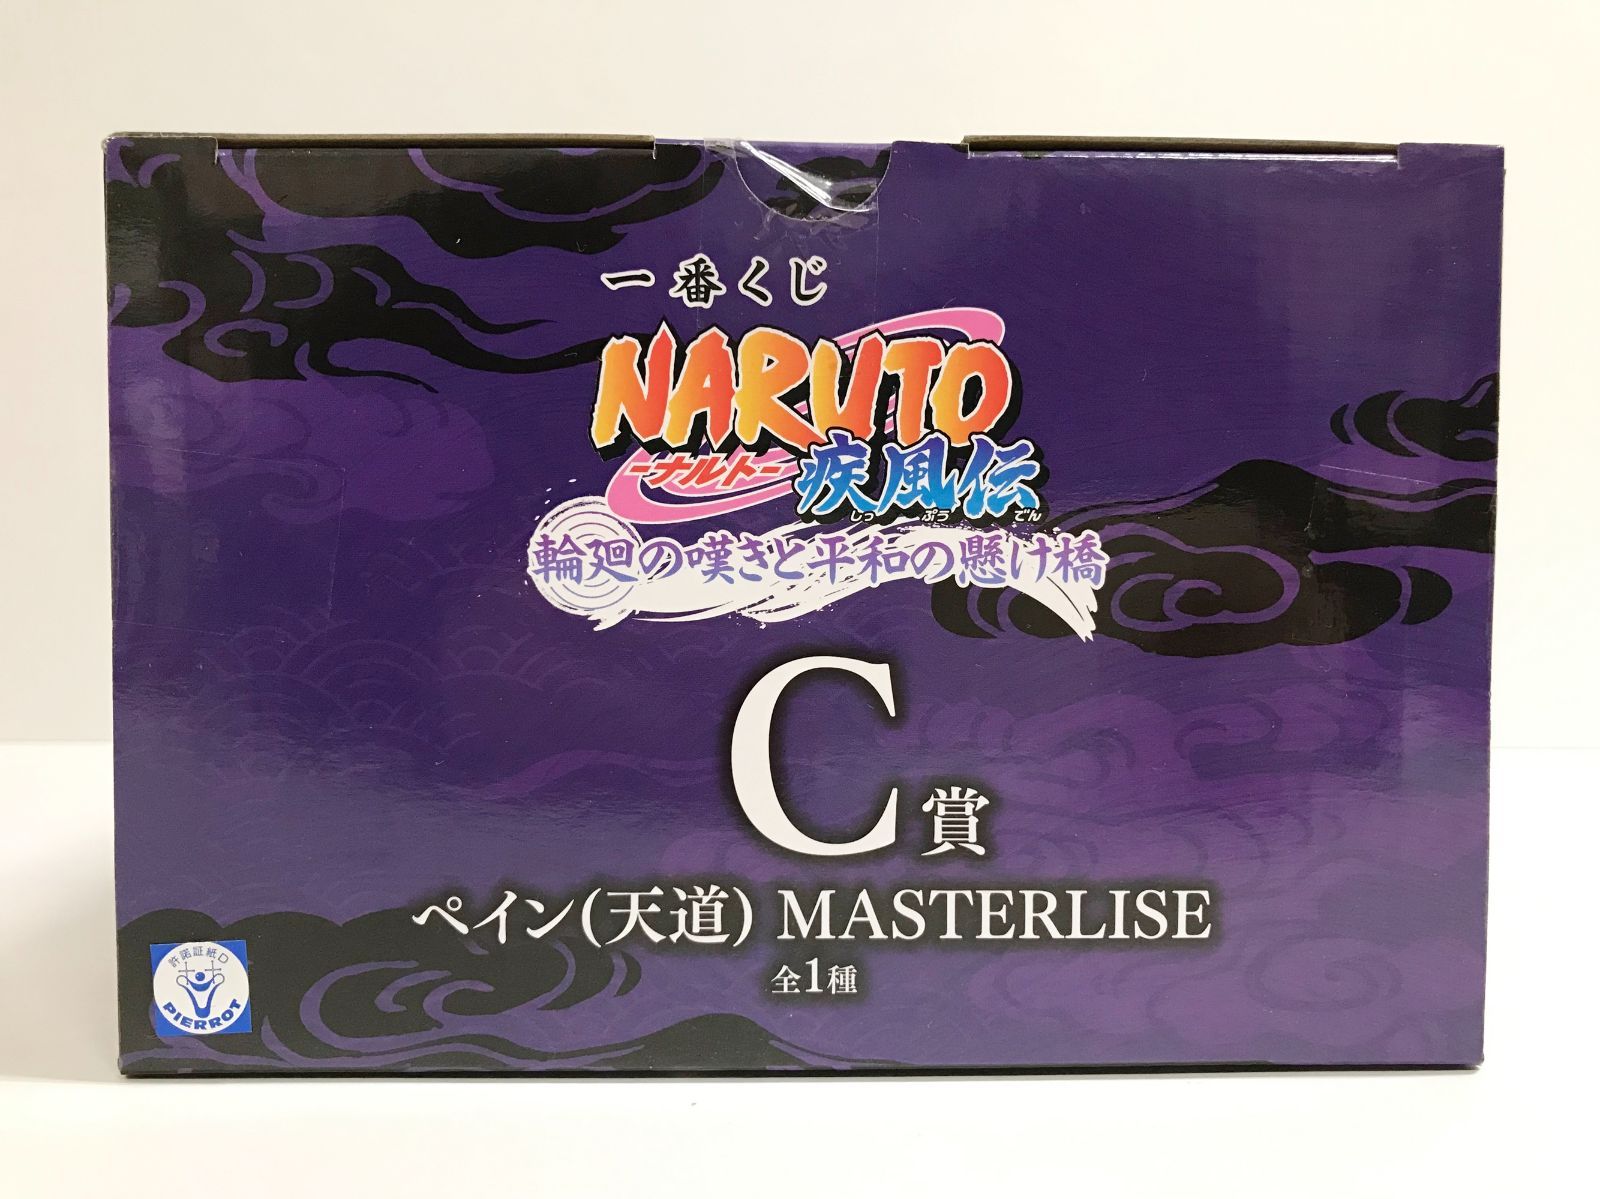 一番くじ
NARUTO
-ナルト-
疾風伝
しっ ぷう でん
輪廻の嘆きと平和の懸け橋
C賞
ペイン(天道) MASTERLISE
全1種
許諾証紙D
PIERROT